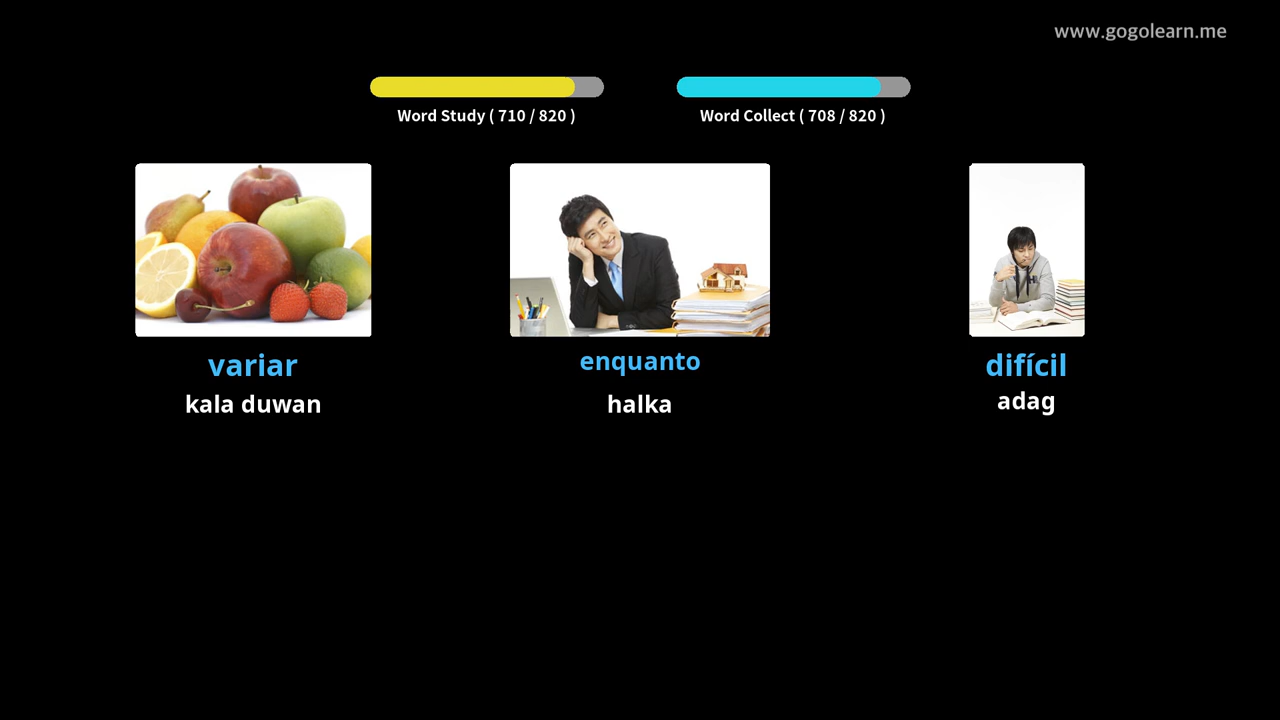 www.gogolearn.me
Word Study ( 710 / 820 )
Word Collect ( 708 / 820 )
variar
kala duwan
enquanto
halka
difícil
adag